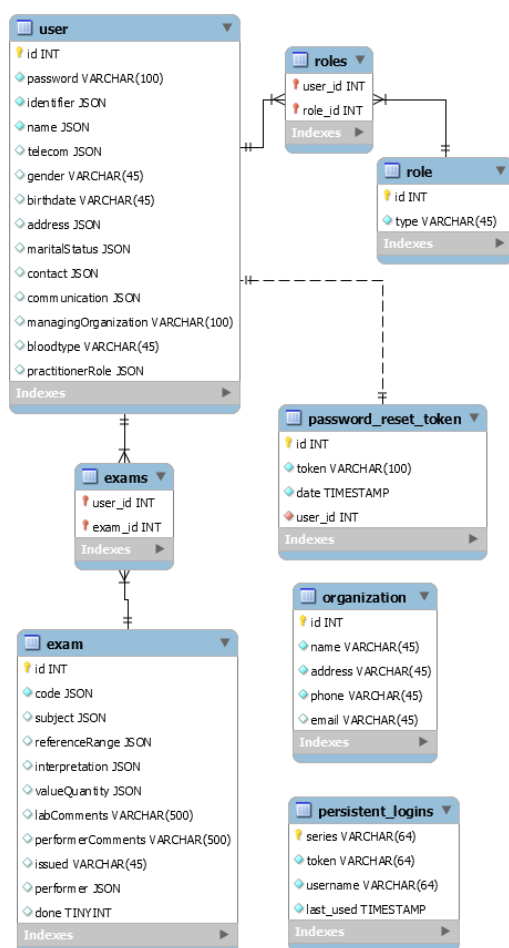 user
id INT
password VARCHAR(100)
identifier JSON
name JSON
telecom JSON
gender VARCHAR(45)
birthdate VARCHAR(45)
address JSON
maritalStatus JSON
contact JSON
communication JSON
managingOrganization VARCHAR(100)
bloodtype VARCHAR(45)
practitionerRole JSON
Indexes
roles
user_id INT
role_id INT
Indexes
role
id INT
type VARCHAR(45)
Indexes
password_reset_token
id INT
token VARCHAR(100)
date TIMESTAMP
user_id INT
Indexes
exams
user_id INT
exam_id INT
Indexes
organization
id INT
name VARCHAR(45)
address VARCHAR(45)
phone VARCHAR(45)
email VARCHAR(45)
Indexes
exam
id INT
code JSON
subject JSON
referenceRange JSON
interpretation JSON
valueQuantity JSON
labComments VARCHAR(500)
performerComments VARCHAR(500)
issued VARCHAR(45)
performer JSON
done TINYINT
Indexes
persistent_logins
series VARCHAR(64)
token VARCHAR(64)
username VARCHAR(64)
last_used TIMESTAMP
Indexes